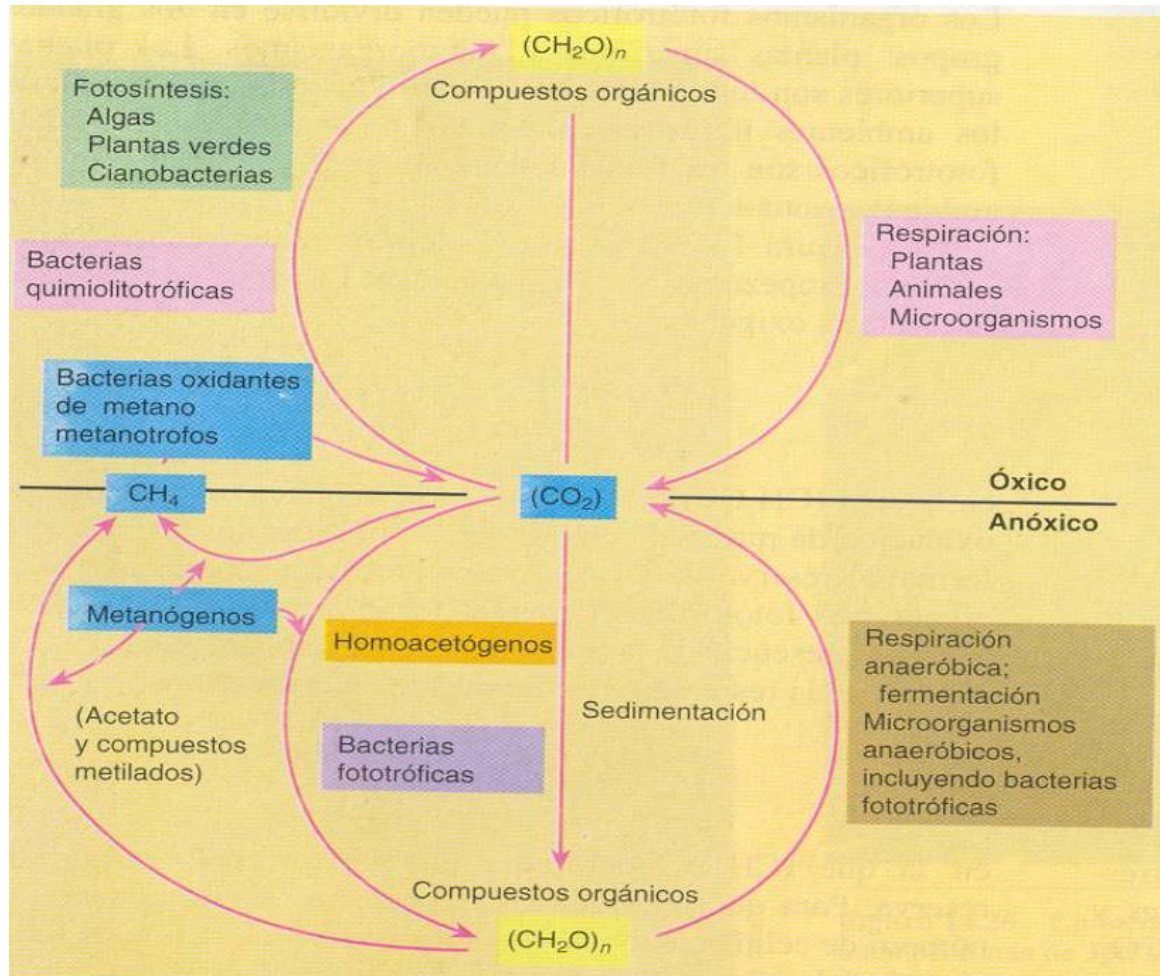 (CH₂O)n
Compuestos orgánicos
Fotosíntesis:
Algas
Plantas verdes
Cianobacterias
Bacterias
quimiolitotróficas
Respiración:
Plantas
Animales
Microorganismos
Bacterias oxidantes
de metano
metanotrofos
CH₄
(CO₂)
Óxico
Anóxico
Metanógenos
Homoacetógenos
(Acetato
y compuestos
metilados)
Bacterias
fototróficas
Sedimentación
Respiración
anaeróbica;
fermentación
Microorganismos
anaeróbicos,
incluyendo bacterias
fototróficas
Compuestos orgánicos
(CH₂O)n